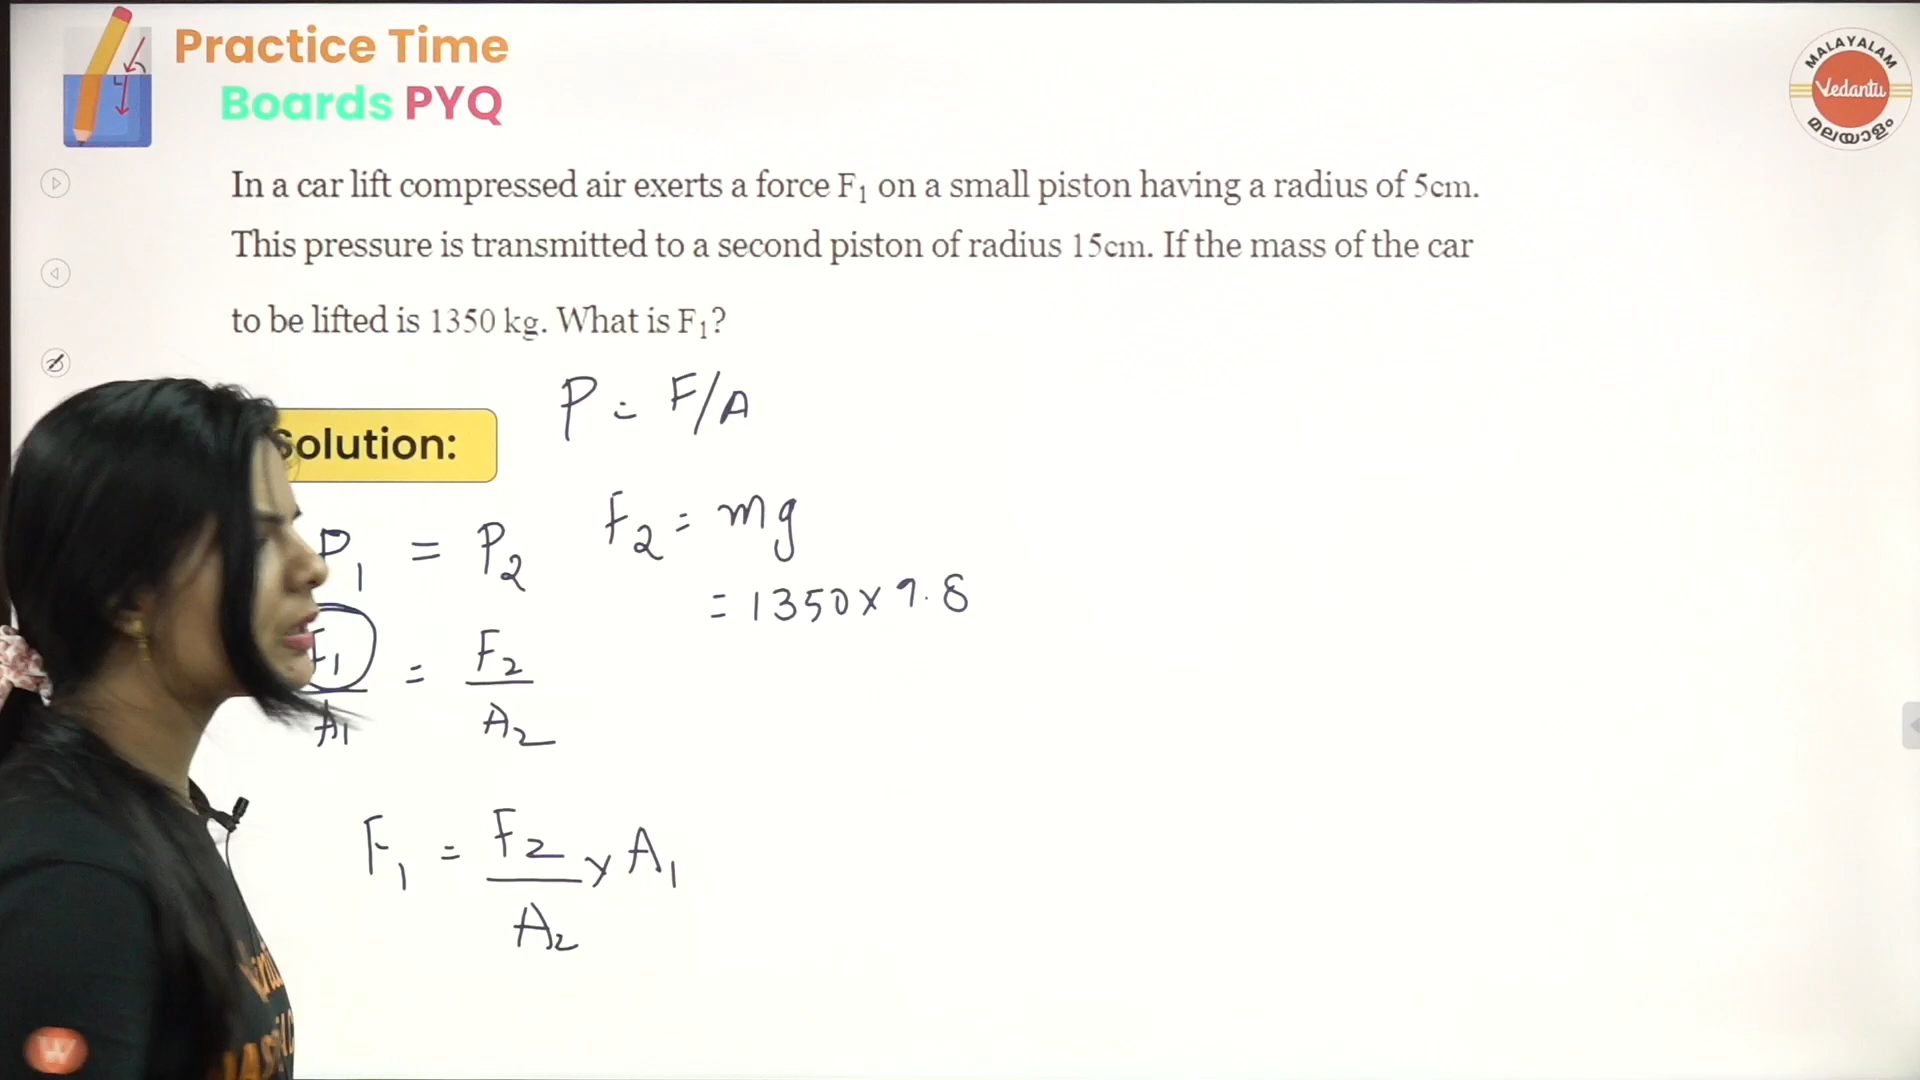 Practice Time
Boards PYQ
MALAYALAM
Vedantu
മലയാളം
In a car lift compressed air exerts a force F₁ on a small piston having a radius of 5cm.
This pressure is transmitted to a second piston of radius 15cm. If the mass of the car
to be lifted is 1350 kg. What is F₁?
Solution:
P = F/A
P₁ = P₂
F₂ = mg
= 1350 x 9.8
F₁/A₁ = F₂/A₂
F₁ = F₂/A₂ x A₁